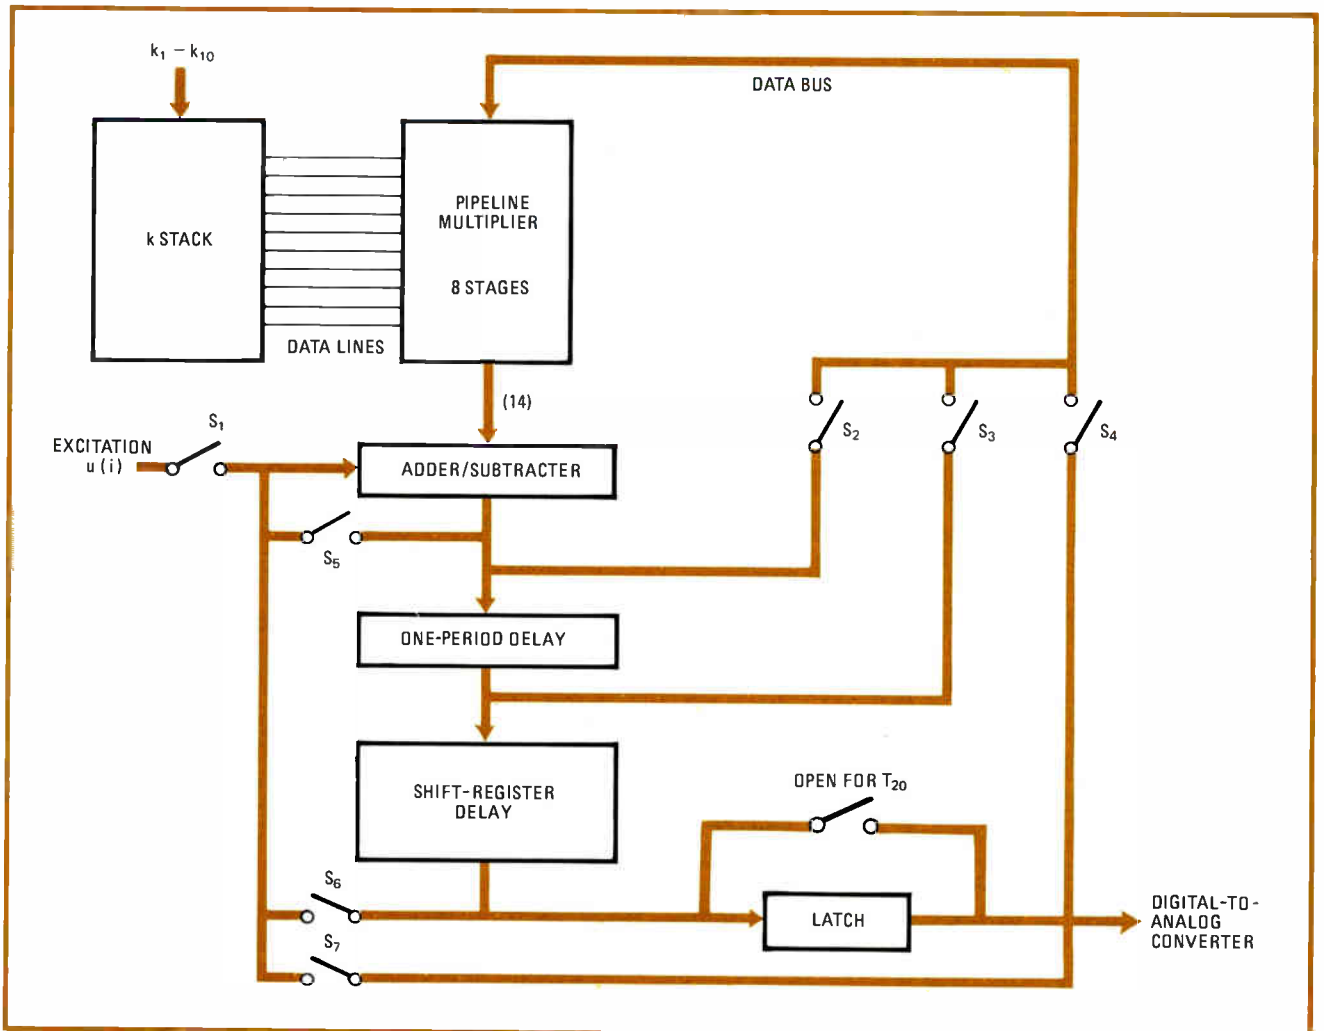 k₁ – k₁₀
DATA BUS
k STACK
PIPELINE
MULTIPLIER
8 STAGES
DATA LINES
(14)
S₁
EXCITATION
u(i)
ADDER/SUBTRACTER
S₂
S₃
S₄
S₅
ONE-PERIOD DELAY
SHIFT-REGISTER
DELAY
OPEN FOR T₂₀
S₆
LATCH
DIGITAL-TO-
ANALOG
CONVERTER
S₇